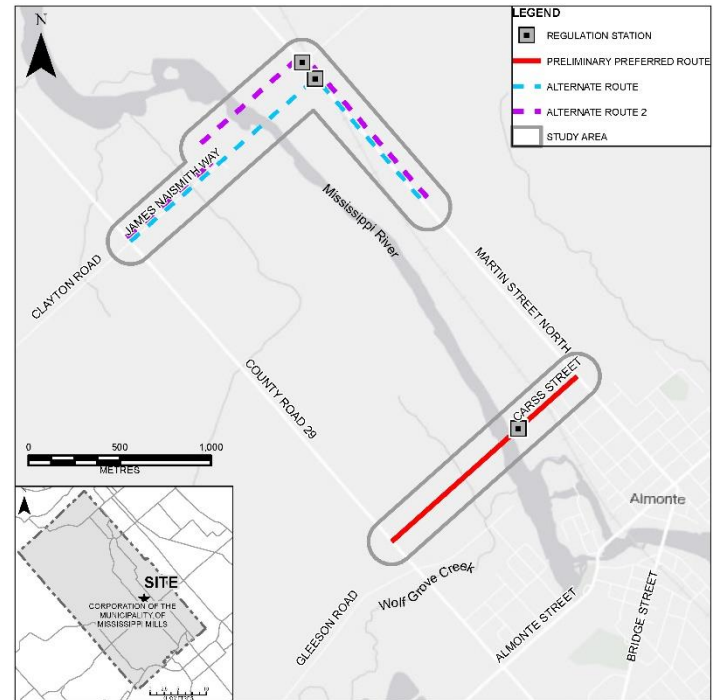 N
LEGEND
REGULATION STATION
PRELIMINARY PREFERRED ROUTE
ALTERNATE ROUTE
ALTERNATE ROUTE 2
STUDY AREA
JAMES NAISMITH WAY
CLAYTON ROAD
Mississippi River
MARTIN STREET NORTH
COUNTY ROAD 29
CARSS STREET
0 500 1,000
METRES
Almonte
Wolf Grove Creek
GLEESON ROAD
ALMONTE STREET
BRIDGE STREET
SITE
CORPORATION OF THE
MUNICIPALITY OF
MISSISSIPPI MILLS